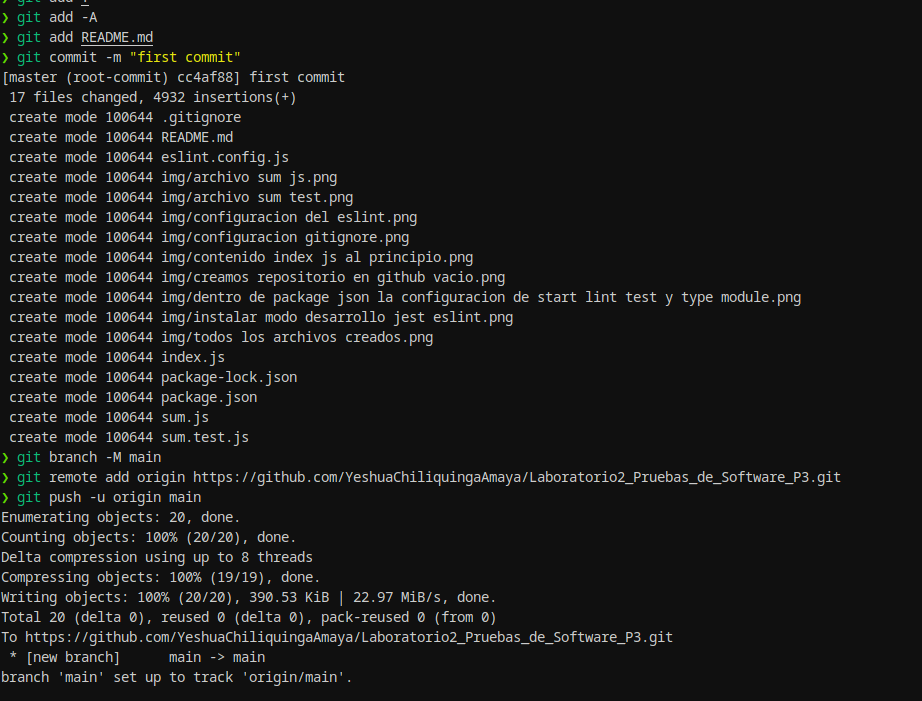 ❯ git add .
❯ git add -A
❯ git add README.md
❯ git commit -m "first commit"
[master (root-commit) cc4af88] first commit
 17 files changed, 4932 insertions(+)
 create mode 100644 .gitignore
 create mode 100644 README.md
 create mode 100644 eslint.config.js
 create mode 100644 img/archivo sum js.png
 create mode 100644 img/archivo sum test.png
 create mode 100644 img/configuracion del eslint.png
 create mode 100644 img/configuracion gitignore.png
 create mode 100644 img/contenido index js al principio.png
 create mode 100644 img/creamos repositorio en github vacio.png
 create mode 100644 img/dentro de package json la configuracion de start lint test y type module.png
 create mode 100644 img/instalar modo desarrollo jest eslint.png
 create mode 100644 img/todos los archivos creados.png
 create mode 100644 index.js
 create mode 100644 package-lock.json
 create mode 100644 package.json
 create mode 100644 sum.js
 create mode 100644 sum.test.js
❯ git branch -M main
❯ git remote add origin https://github.com/YeshuaChiliquingaAmaya/Laboratorio2_Pruebas_de_Software_P3.git
❯ git push -u origin main
Enumerating objects: 20, done.
Counting objects: 100% (20/20), done.
Delta compression using up to 8 threads
Compressing objects: 100% (19/19), done.
Writing objects: 100% (20/20), 390.53 KiB | 22.97 MiB/s, done.
Total 20 (delta 0), reused 0 (delta 0), pack-reused 0 (from 0)
To https://github.com/YeshuaChiliquingaAmaya/Laboratorio2_Pruebas_de_Software_P3.git
 * [new branch]      main -> main
branch 'main' set up to track 'origin/main'.